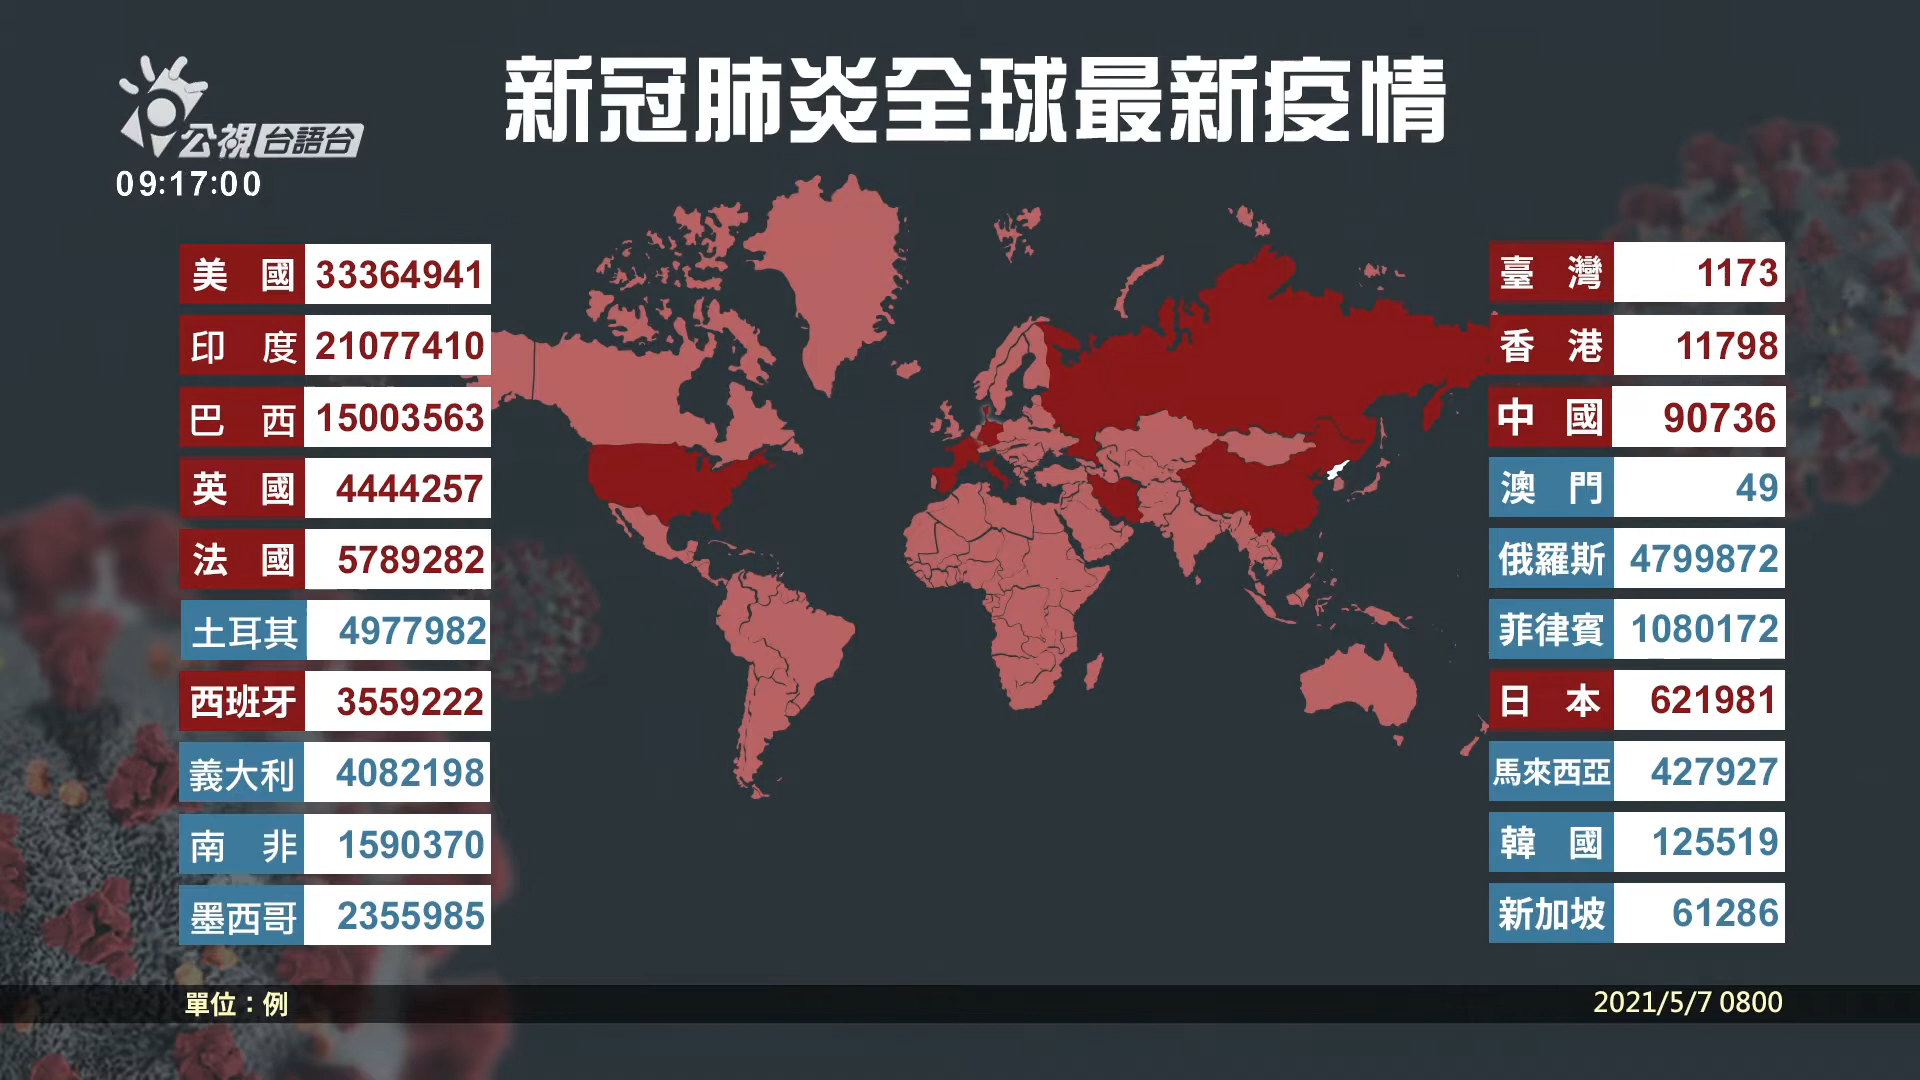 新冠肺炎全球最新疫情
公視台語台
09:17:00
美國 33364941
印度 21077410
巴西 15003563
英國 4444257
法國 5789282
土耳其 4977982
西班牙 3559222
義大利 4082198
南非 1590370
墨西哥 2355985
臺灣 1173
香港 11798
中國 90736
澳門 49
俄羅斯 4799872
菲律賓 1080172
日本 621981
馬來西亞 427927
韓國 125519
新加坡 61286
單位：例
2021/5/7 0800